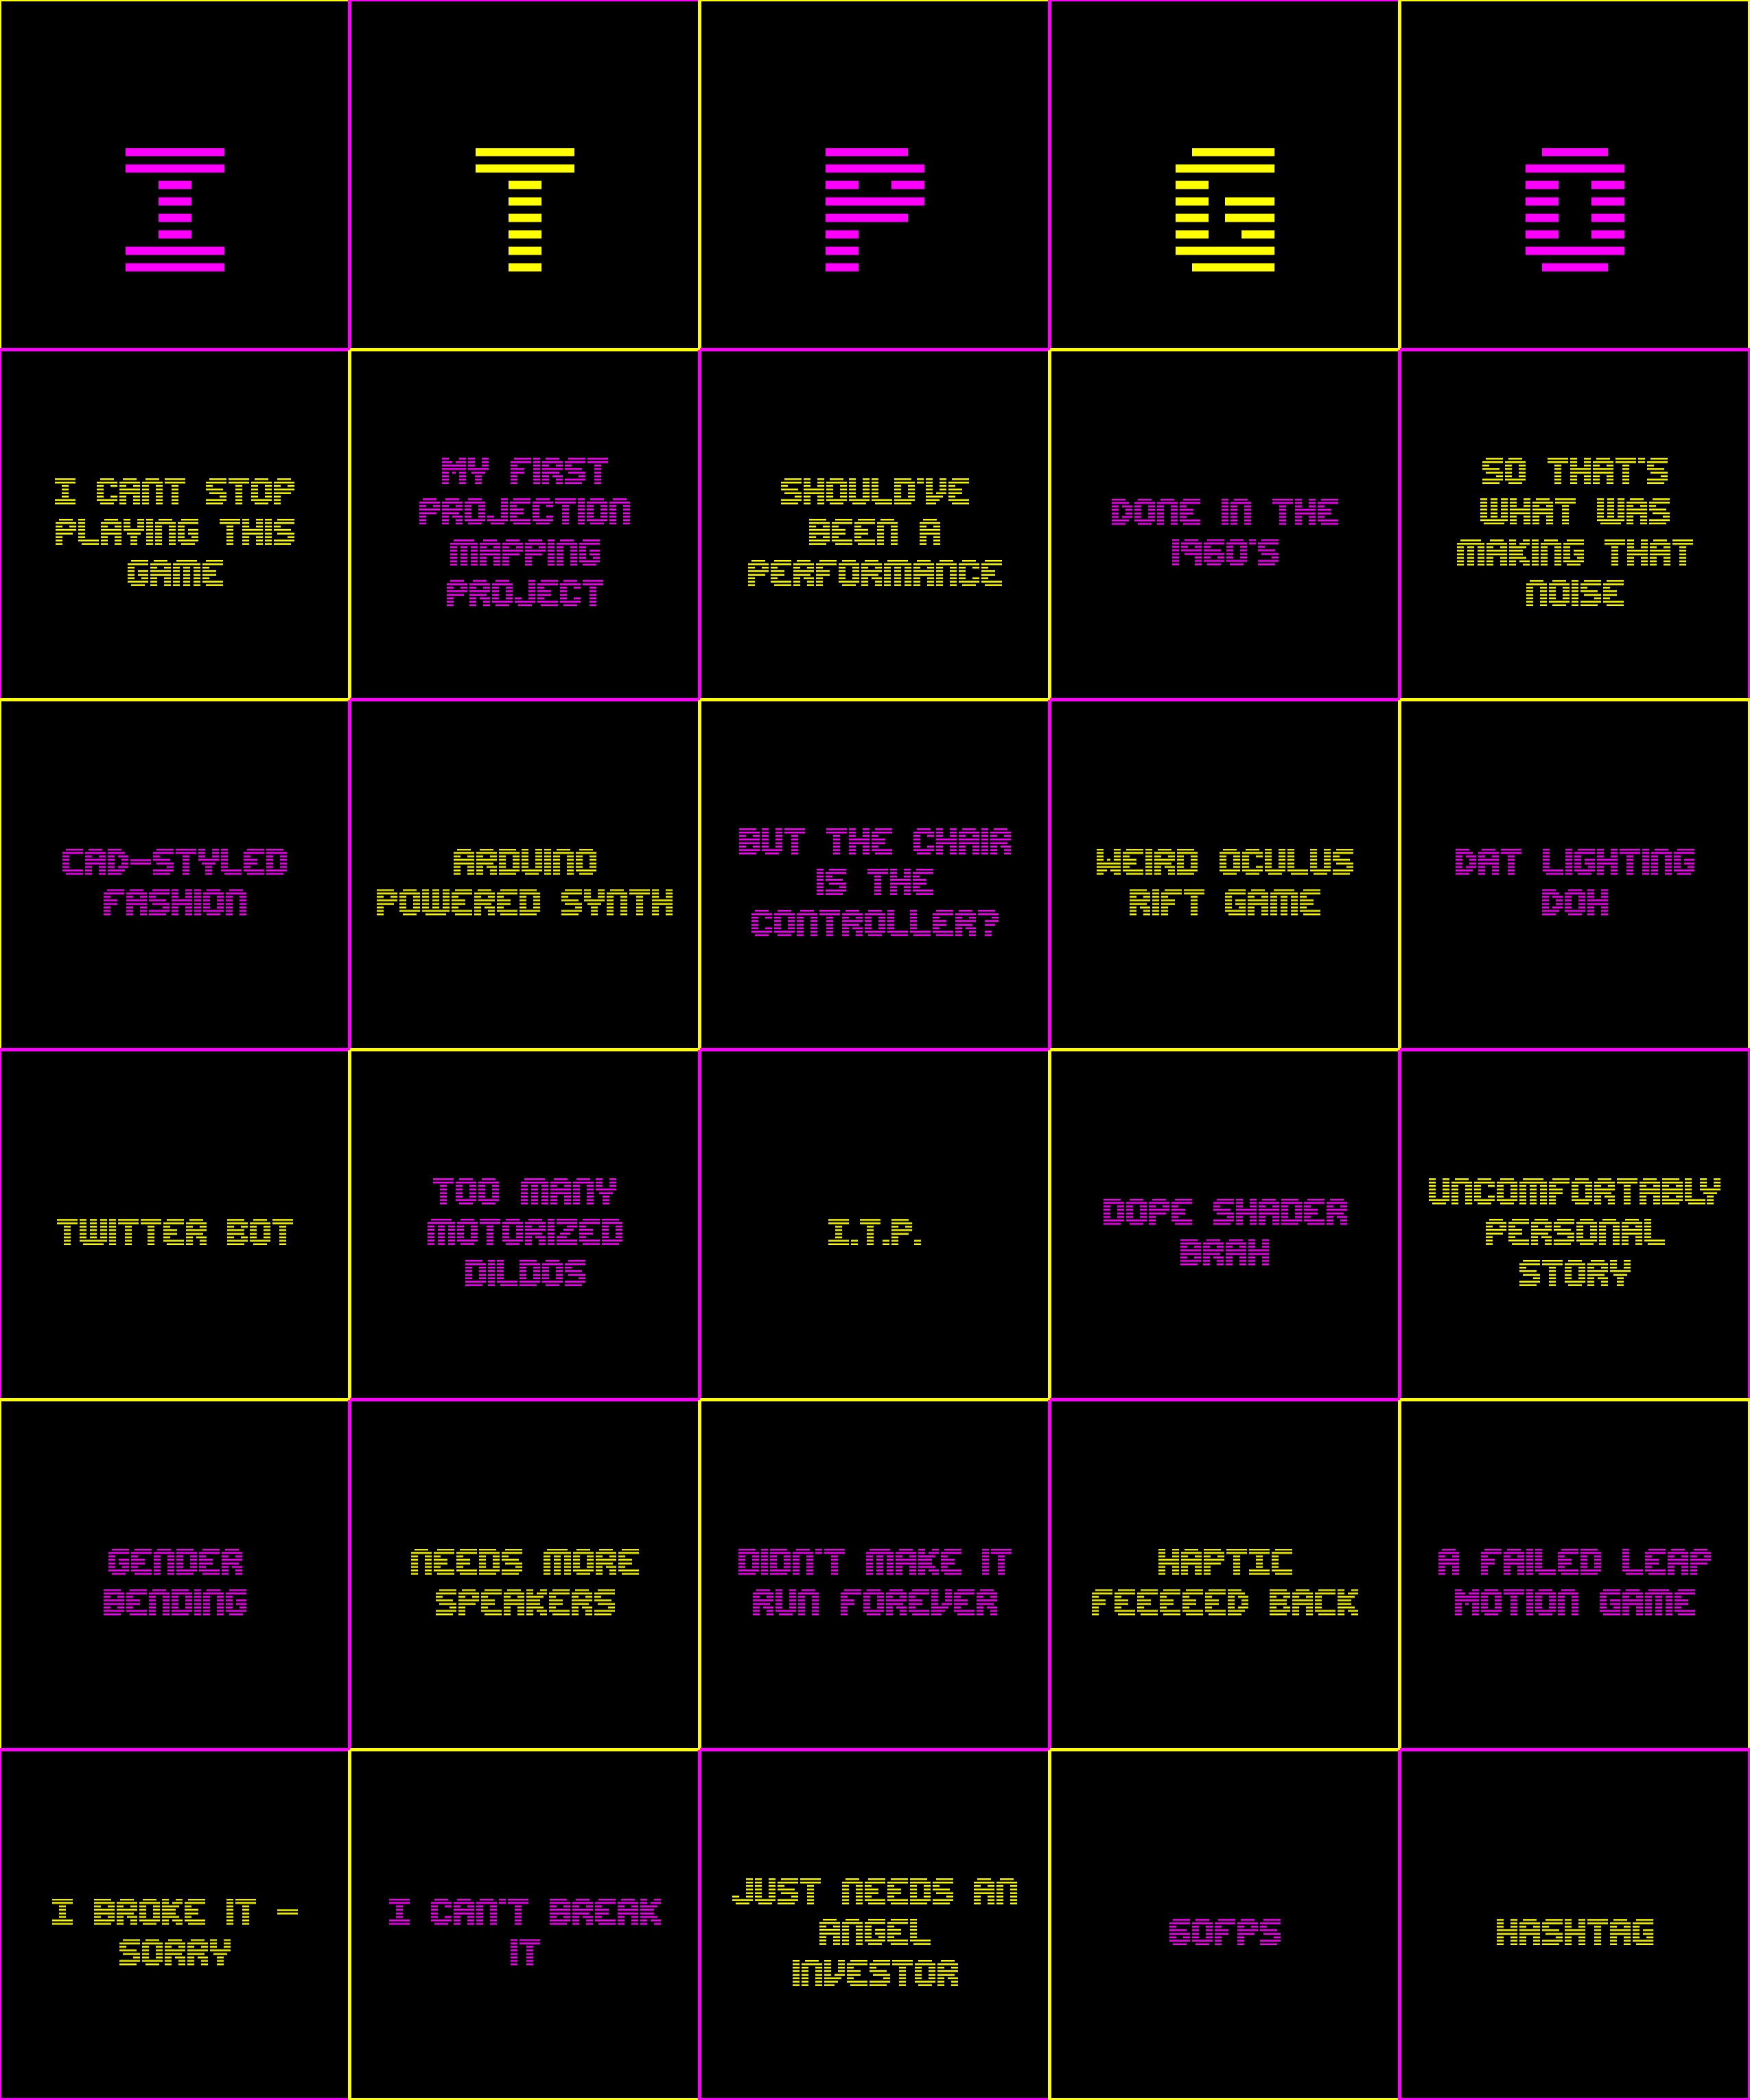 I
T
P
G
O
I CANT STOP
PLAYING THIS
GAME
MY FIRST
PROJECTION
MAPPING
PROJECT
SHOULD'VE
BEEN A
PERFORMANCE
DONE IN THE
1960'S
SO THAT'S
WHAT WAS
MAKING THAT
NOISE
CAD-STYLED
FASHION
ARDUINO
POWERED SYNTH
BUT THE CHAIR
IS THE
CONTROLLER?
WEIRD OCULUS
RIFT GAME
DAT LIGHTING
DOH
TWITTER BOT
TOO MANY
MOTORIZED
DILDOS
I.T.P.
DOPE SHADER
BRAH
UNCOMFORTABLY
PERSONAL
STORY
GENDER
BENDING
NEEDS MORE
SPEAKERS
DIDN'T MAKE IT
RUN FOREVER
HAPTIC
FEEEEED BACK
A FAILED LEAP
MOTION GAME
I BROKE IT -
SORRY
I CAN'T BREAK
IT
JUST NEEDS AN
ANGEL
INVESTOR
60FPS
HASHTAG